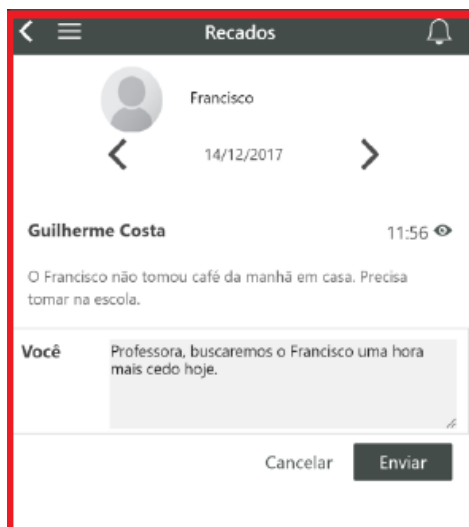 Recados
Francisco
14/12/2017
Guilherme Costa 11:56
O Francisco não tomou café da manhã em casa. Precisa
tomar na escola.
Você Professora, buscaremos o Francisco uma hora
mais cedo hoje.
Cancelar Enviar